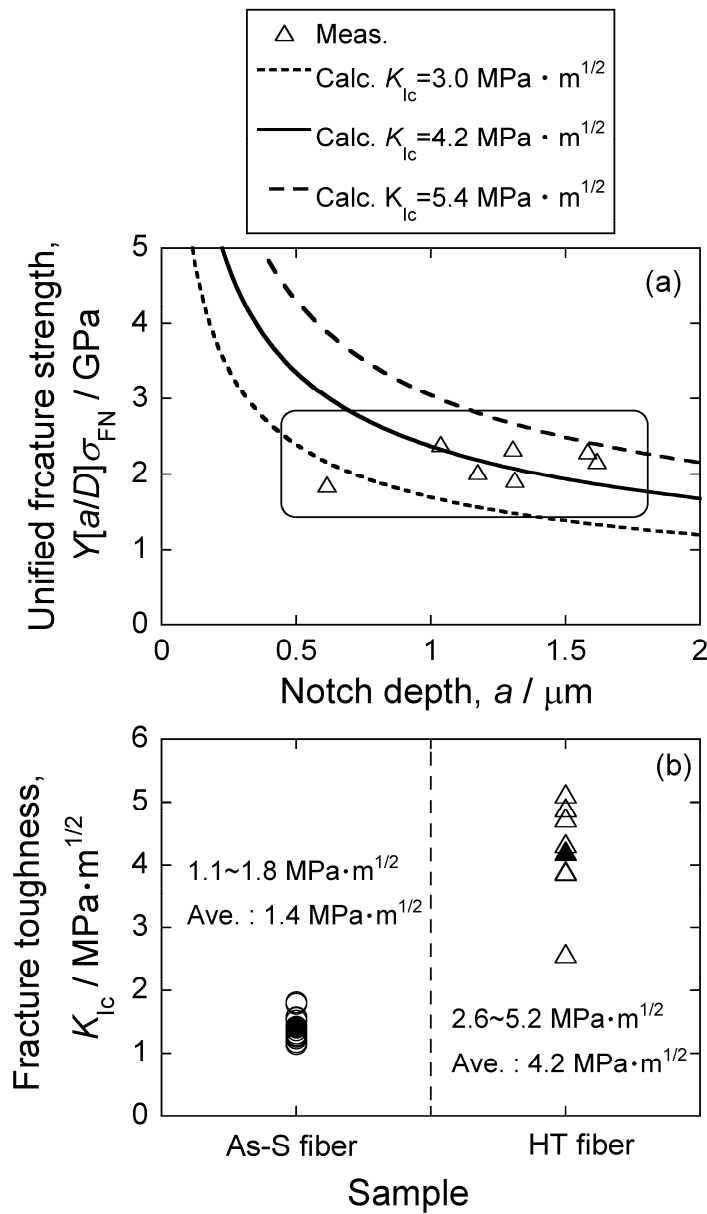 Meas.
Calc. KIc=3.0 MPa・m1/2
Calc. KIc=4.2 MPa・m1/2
Calc. KIc=5.4 MPa・m1/2
Unified frcature strength,
Y[a/D]σFN / GPa
(a)
5
4
3
2
1
0
0
0.5
1
1.5
2
Notch depth, a / μm
Fracture toughness,
KIc / MPa・m1/2
(b)
6
5
4
3
2
1
0
1.1~1.8 MPa・m1/2
Ave. : 1.4 MPa・m1/2
2.6~5.2 MPa・m1/2
Ave. : 4.2 MPa・m1/2
As-S fiber
HT fiber
Sample